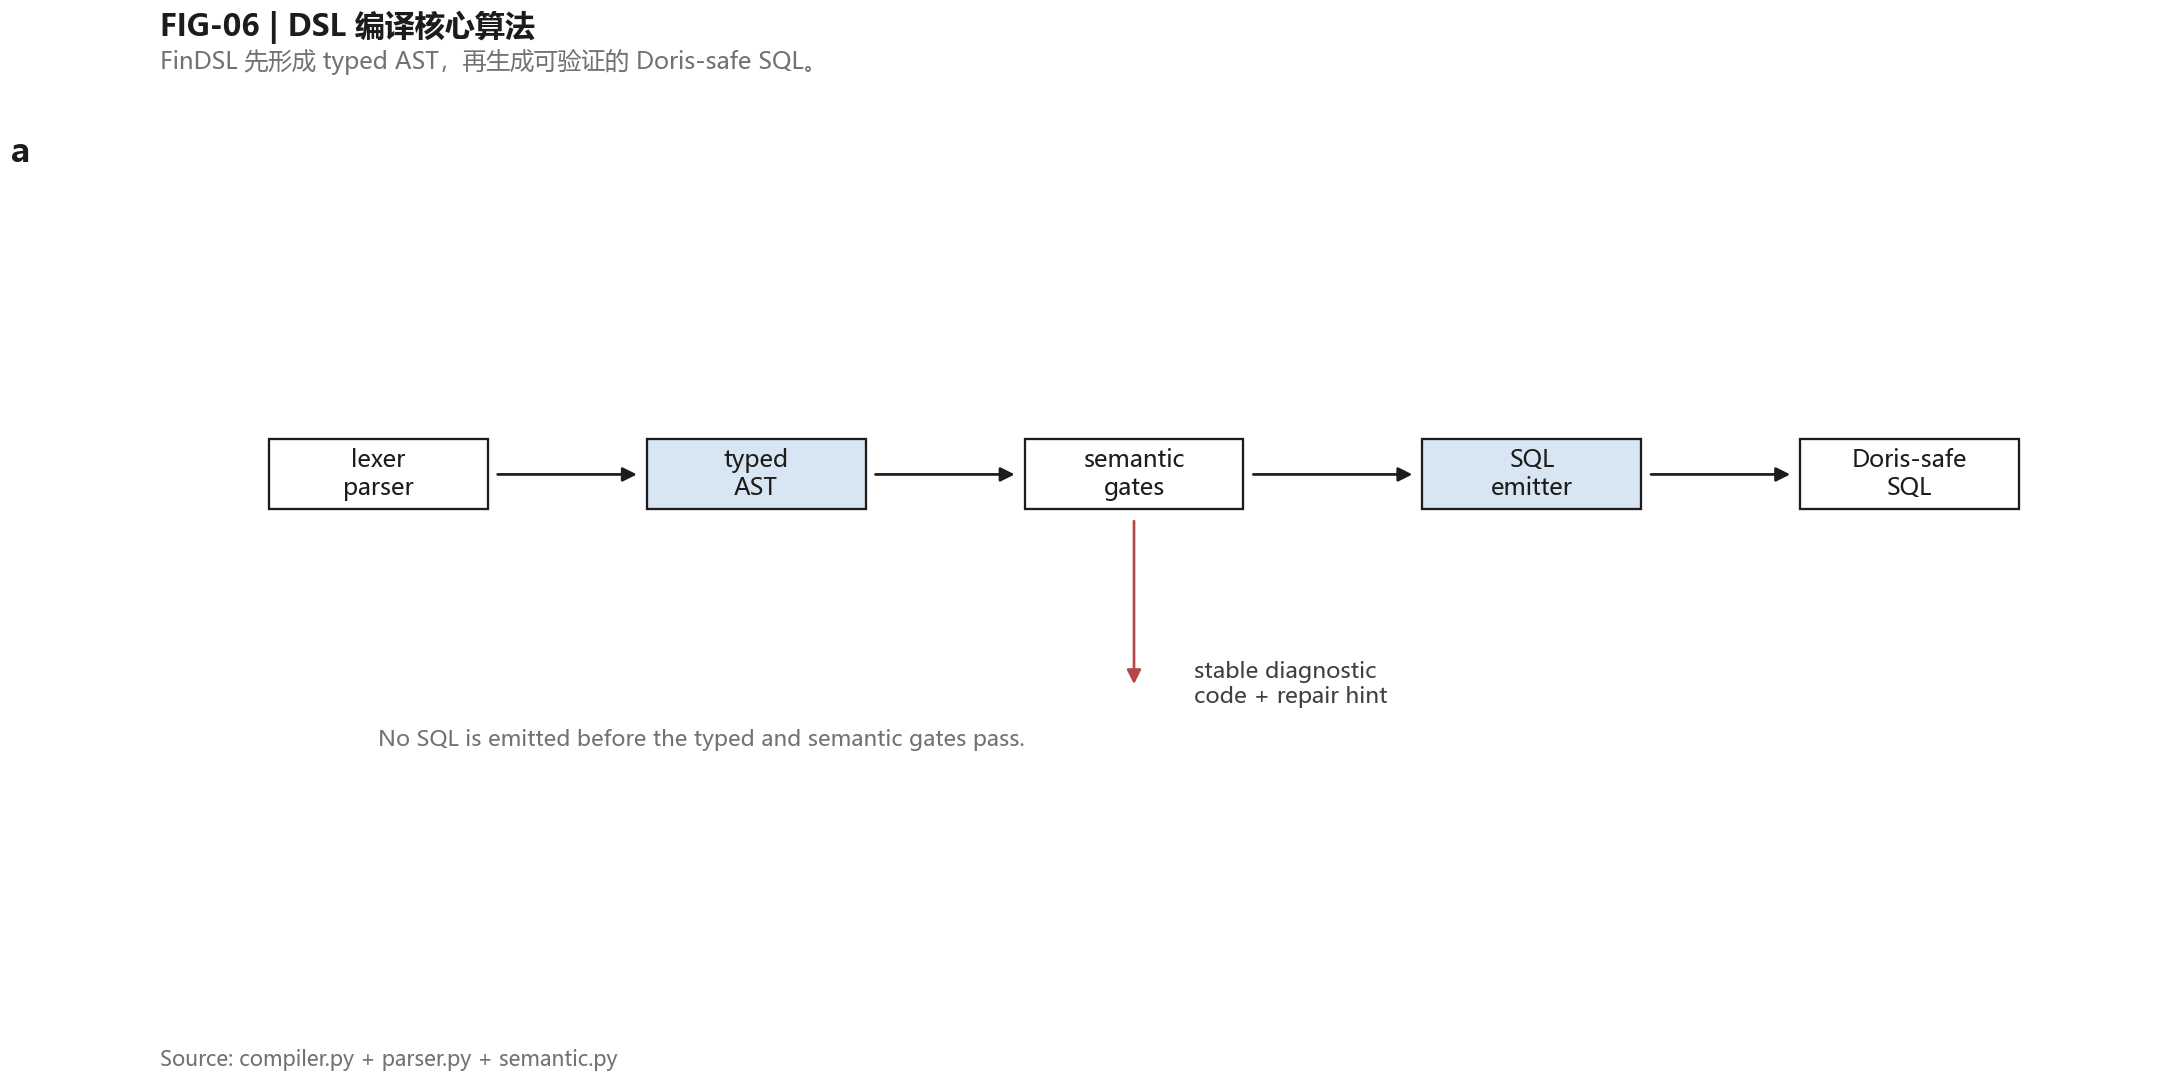 FIG-06 | DSL 编译核心算法
FinDSL 先形成 typed AST，再生成可验证的 Doris-safe SQL。
a
lexer
parser
typed
AST
semantic
gates
SQL
emitter
Doris-safe
SQL
stable diagnostic
code + repair hint
No SQL is emitted before the typed and semantic gates pass.
Source: compiler.py + parser.py + semantic.py